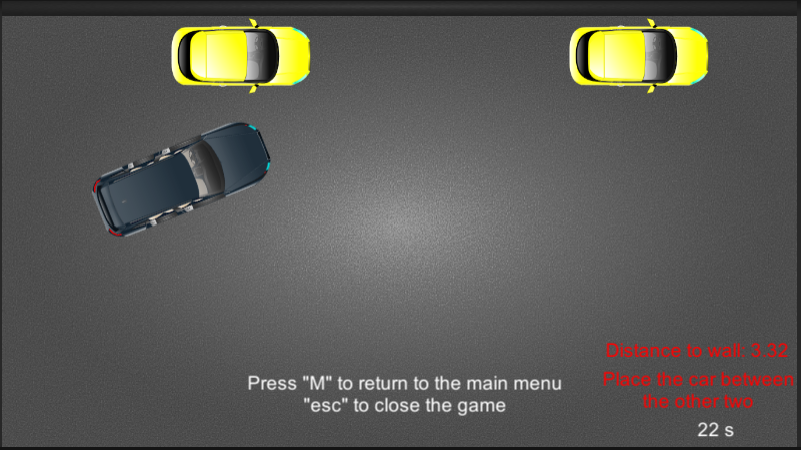 Distance to wall: 3,32
Place the car between
the other two
Press "M" to return to the main menu
"esc" to close the game
22 s